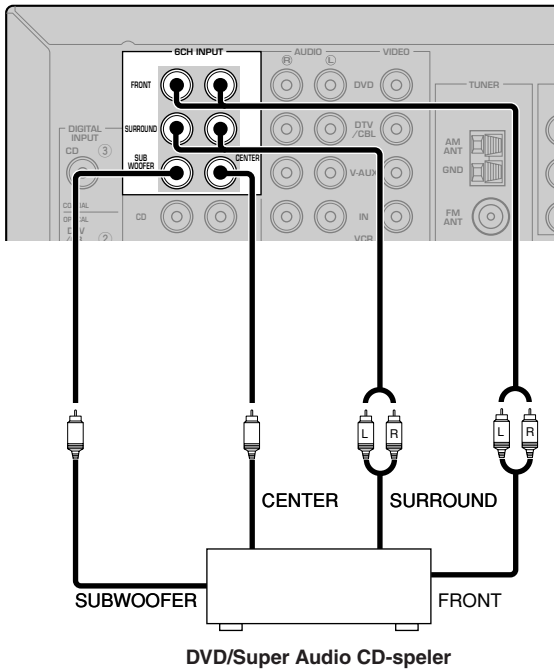 6CH INPUT
AUDIO
VIDEO
R
L
FRONT
DVD
TUNER
SURROUND
DTV
/CBL
DIGITAL
INPUT
CD
3
SUB
WOOFER
CENTER
V-AUX
AM
ANT
GND
COAXIAL
OPTICAL
CD
IN
FM
ANT
2
VCR
L
R
L
R
CENTER
SURROUND
SUBWOOFER
FRONT
DVD/Super Audio CD-speler